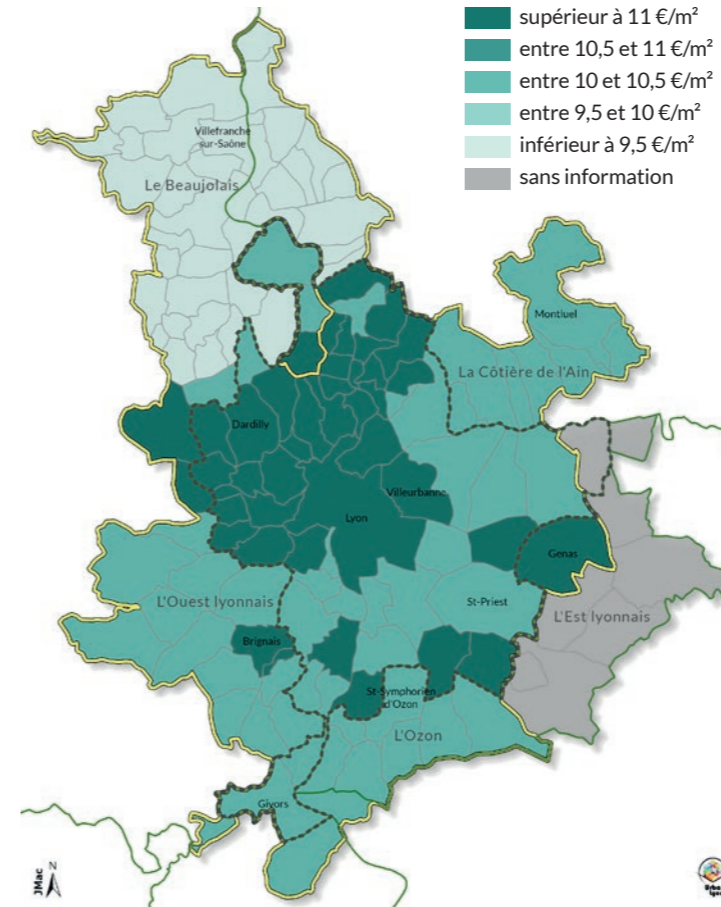 supérieur à 11 €/m²
entre 10,5 et 11 €/m²
entre 10 et 10,5 €/m²
entre 9,5 et 10 €/m²
inférieur à 9,5 €/m²
sans information
Villefranche
sur-Saône
Le Beaujolais
Montluel
La Côtière de l'Ain
Dardilly
Villeurbanne
Lyon
Genas
L'Ouest lyonnais
St-Priest
L'Est lyonnais
Brignais
St-Symphorien
d'Ozon
L'Ozon
Givors
JMac
N